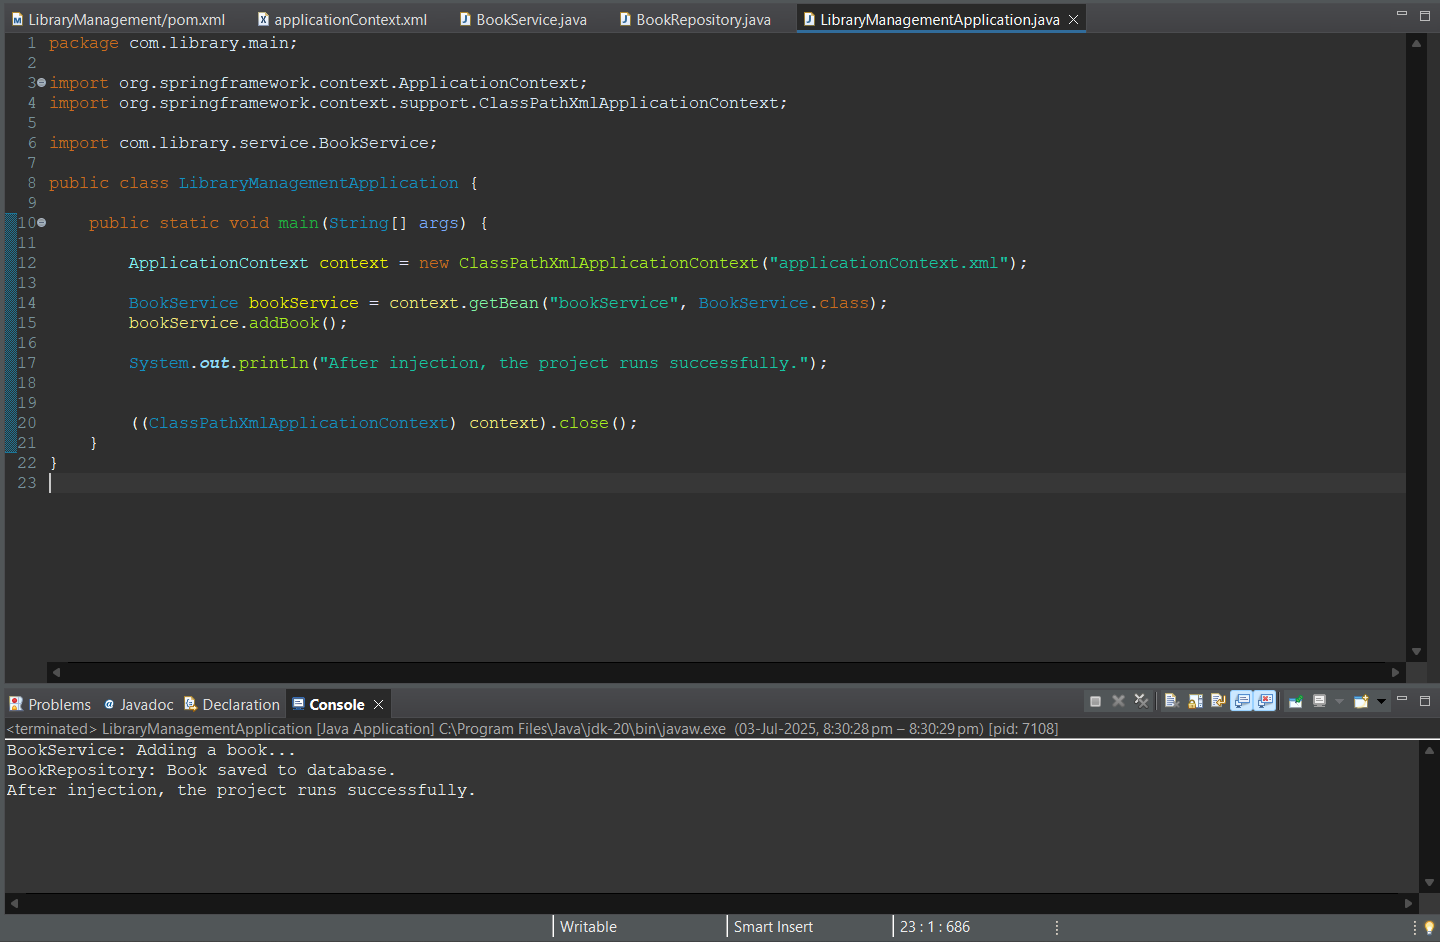 LibraryManagement/pom.xml applicationContext.xml BookService.java BookRepository.java LibraryManagementApplication.java
1 package com.library.main;
2
3 import org.springframework.context.ApplicationContext;
4 import org.springframework.context.support.ClassPathXmlApplicationContext;
5
6 import com.library.service.BookService;
7
8 public class LibraryManagementApplication {
9
10 public static void main(String[] args) {
11
12 ApplicationContext context = new ClassPathXmlApplicationContext("applicationContext.xml");
13
14 BookService bookService = context.getBean("bookService", BookService.class);
15 bookService.addBook();
16
17 System.out.println("After injection, the project runs successfully.");
18
19
20 ((ClassPathXmlApplicationContext) context).close();
21 }
22 }
23
Problems @ Javadoc Declaration Console
<terminated> LibraryManagementApplication [Java Application] C:\Program Files\Java\jdk-20\bin\javaw.exe (03-Jul-2025, 8:30:28 pm – 8:30:29 pm) [pid: 7108]
BookService: Adding a book...
BookRepository: Book saved to database.
After injection, the project runs successfully.
Writable Smart Insert 23 : 1 : 686